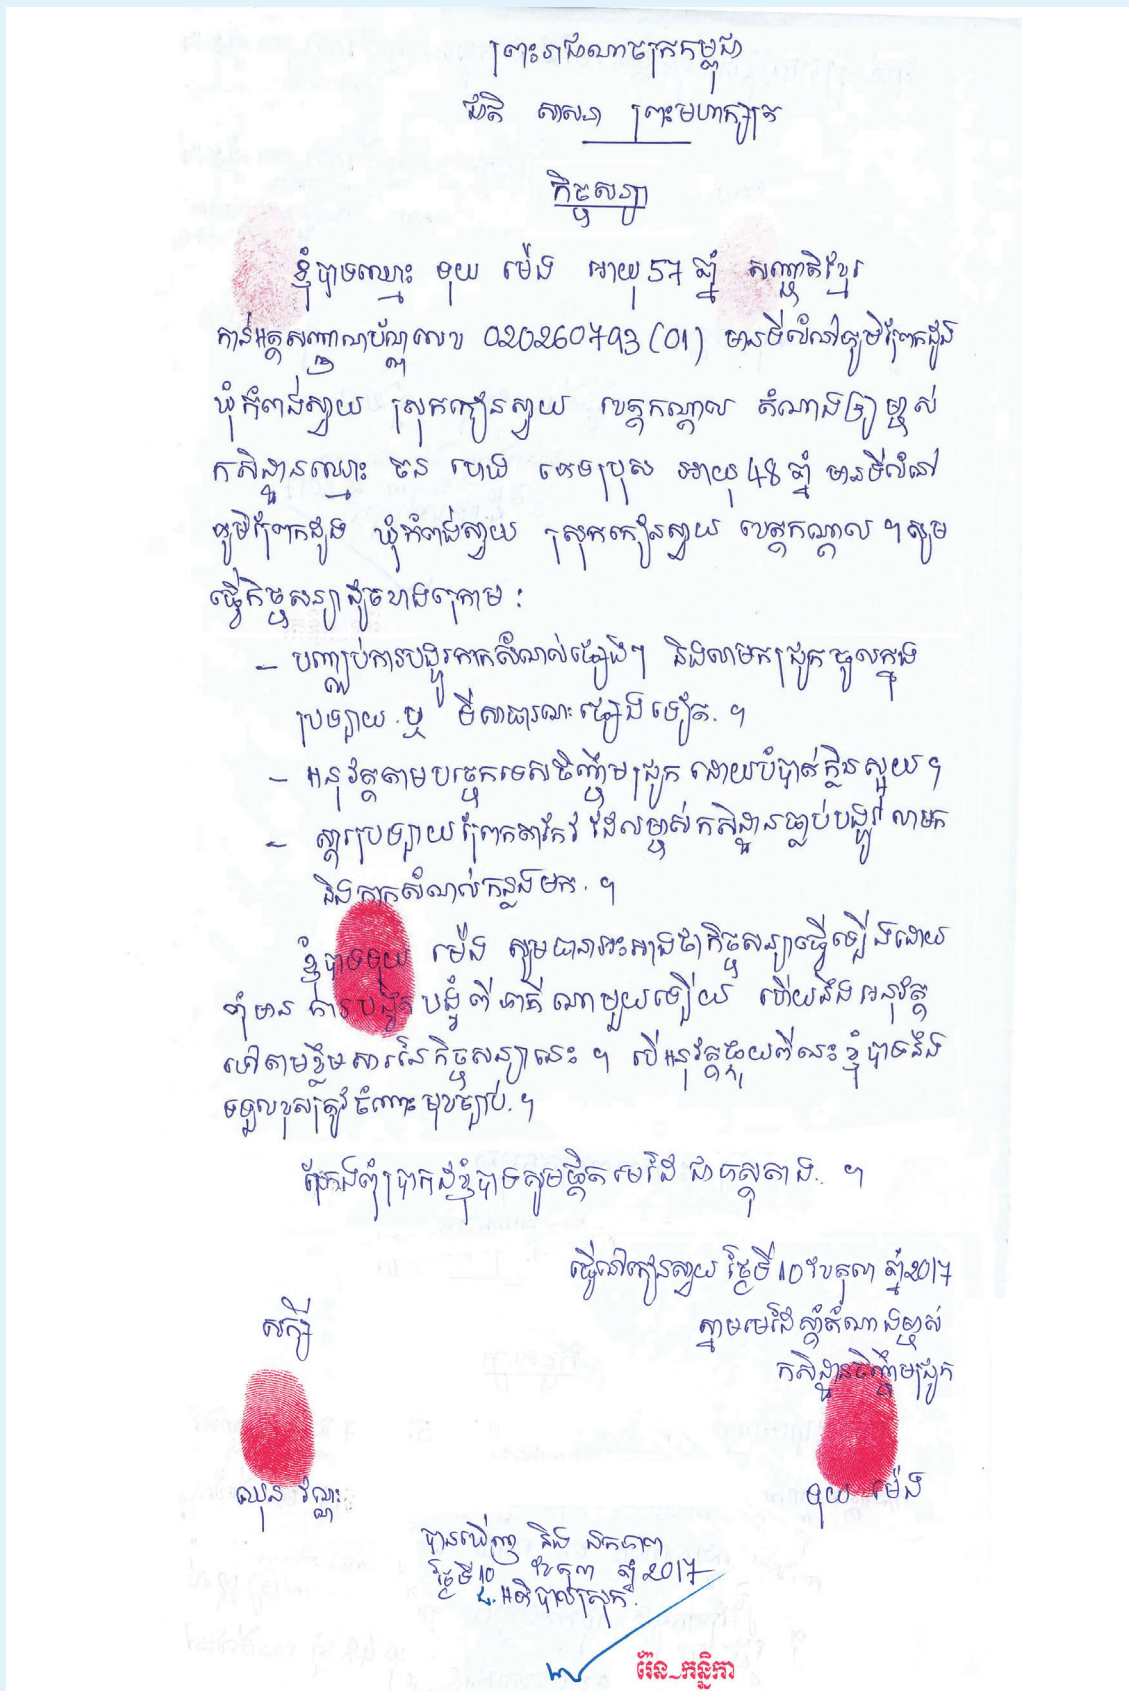 ព្រះរាជាណាចក្រកម្ពុជា
ជាតិ សាសនា ព្រះមហាក្សត្រ
កិច្ចសន្យា
ខ្ញុំបាទឈ្មោះ ទុយ ម៉េង អាយុ 57 ឆ្នាំ សញ្ជាតិខ្មែរ
កាន់អត្តសញ្ញាណប័ណ្ណលេខ 020260793 (01) មានទីលំនៅភូមិព្រែកដូង
ឃុំកំពង់ស្វាយ ស្រុកកៀនស្វាយ ខេត្តកណ្តាល តំណាងឲ្យម្ចាស់
កសិដ្ឋានឈ្មោះ ចន់ ហេង ភេទប្រុស អាយុ 48 ឆ្នាំ មានទីលំនៅ
ភូមិព្រែកដូង ឃុំកំពង់ស្វាយ ស្រុកកៀនស្វាយ ខេត្តកណ្តាល ។ សូម
ធ្វើកិច្ចសន្យាដូចខាងក្រោម :
- បញ្ឈប់ការបង្ហូរកាកសំណល់ផ្សេងៗ និងលាមកជ្រូកចូលក្នុង
ប្រឡាយ ឬ ទីសាធារណៈផ្សេងទៀត ។
- អនុវត្តតាមបច្ចេកទេសចិញ្ចឹមជ្រូក ដោយបំបាត់ក្លិនស្អុយ ។
- ស្តារប្រឡាយព្រែកតាកែវ ដែលម្ចាស់កសិដ្ឋានធ្លាប់បង្ហូរ លាមក
និងកាកសំណល់កន្លងមក ។
ខ្ញុំបាទទុយ ម៉េង សូមធានាអះអាងថាកិច្ចសន្យាធ្វើឡើងដោយ
ពុំមាន ការបង្ខិតបង្ខំពីភាគីណាមួយឡើយ ហើយនឹងអនុវត្ត
ទៅតាមខ្លឹមសារនៃកិច្ចសន្យានេះ ។ បើអនុវត្តផ្ទុយពីនេះខ្ញុំបាទនឹង
ទទួលខុសត្រូវចំពោះមុខច្បាប់ ។
ក្រែងពុំប្រាកដខ្ញុំបាទសូមផ្តិតមេដៃជាភស្តុតាង ។
ធ្វើនៅកៀនស្វាយ ថ្ងៃទី 10 ខែតុលា ឆ្នាំ 2017
សាក្សី
ស្នាមមេដៃស្តាំតំណាងម្ចាស់
កសិដ្ឋានចិញ្ចឹមជ្រូក
ឈុន វណ្ណៈ
ទុយ ម៉េង
បានឃើញ និង ឯកភាព
ថ្ងៃទី 10 ខែតុលា ឆ្នាំ 2017
ជ. អភិបាលស្រុក
រ៉ែន_កន្និកា